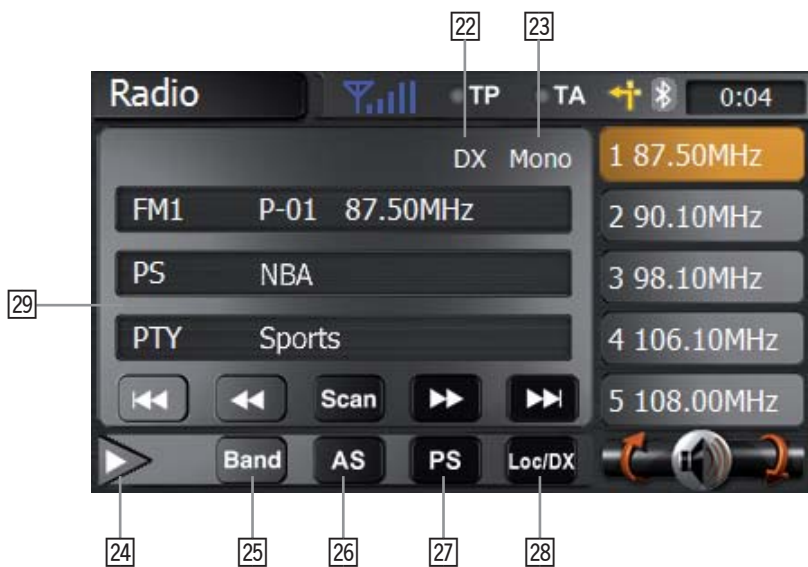 22 23
Radio TP TA 0:04
DX Mono
1 87.50MHz
FM1 P-01 87.50MHz
2 90.10MHz
PS NBA
3 98.10MHz
29
PTY Sports
4 106.10MHz
Scan
5 108.00MHz
Band AS PS Loc/DX
24 25 26 27 28